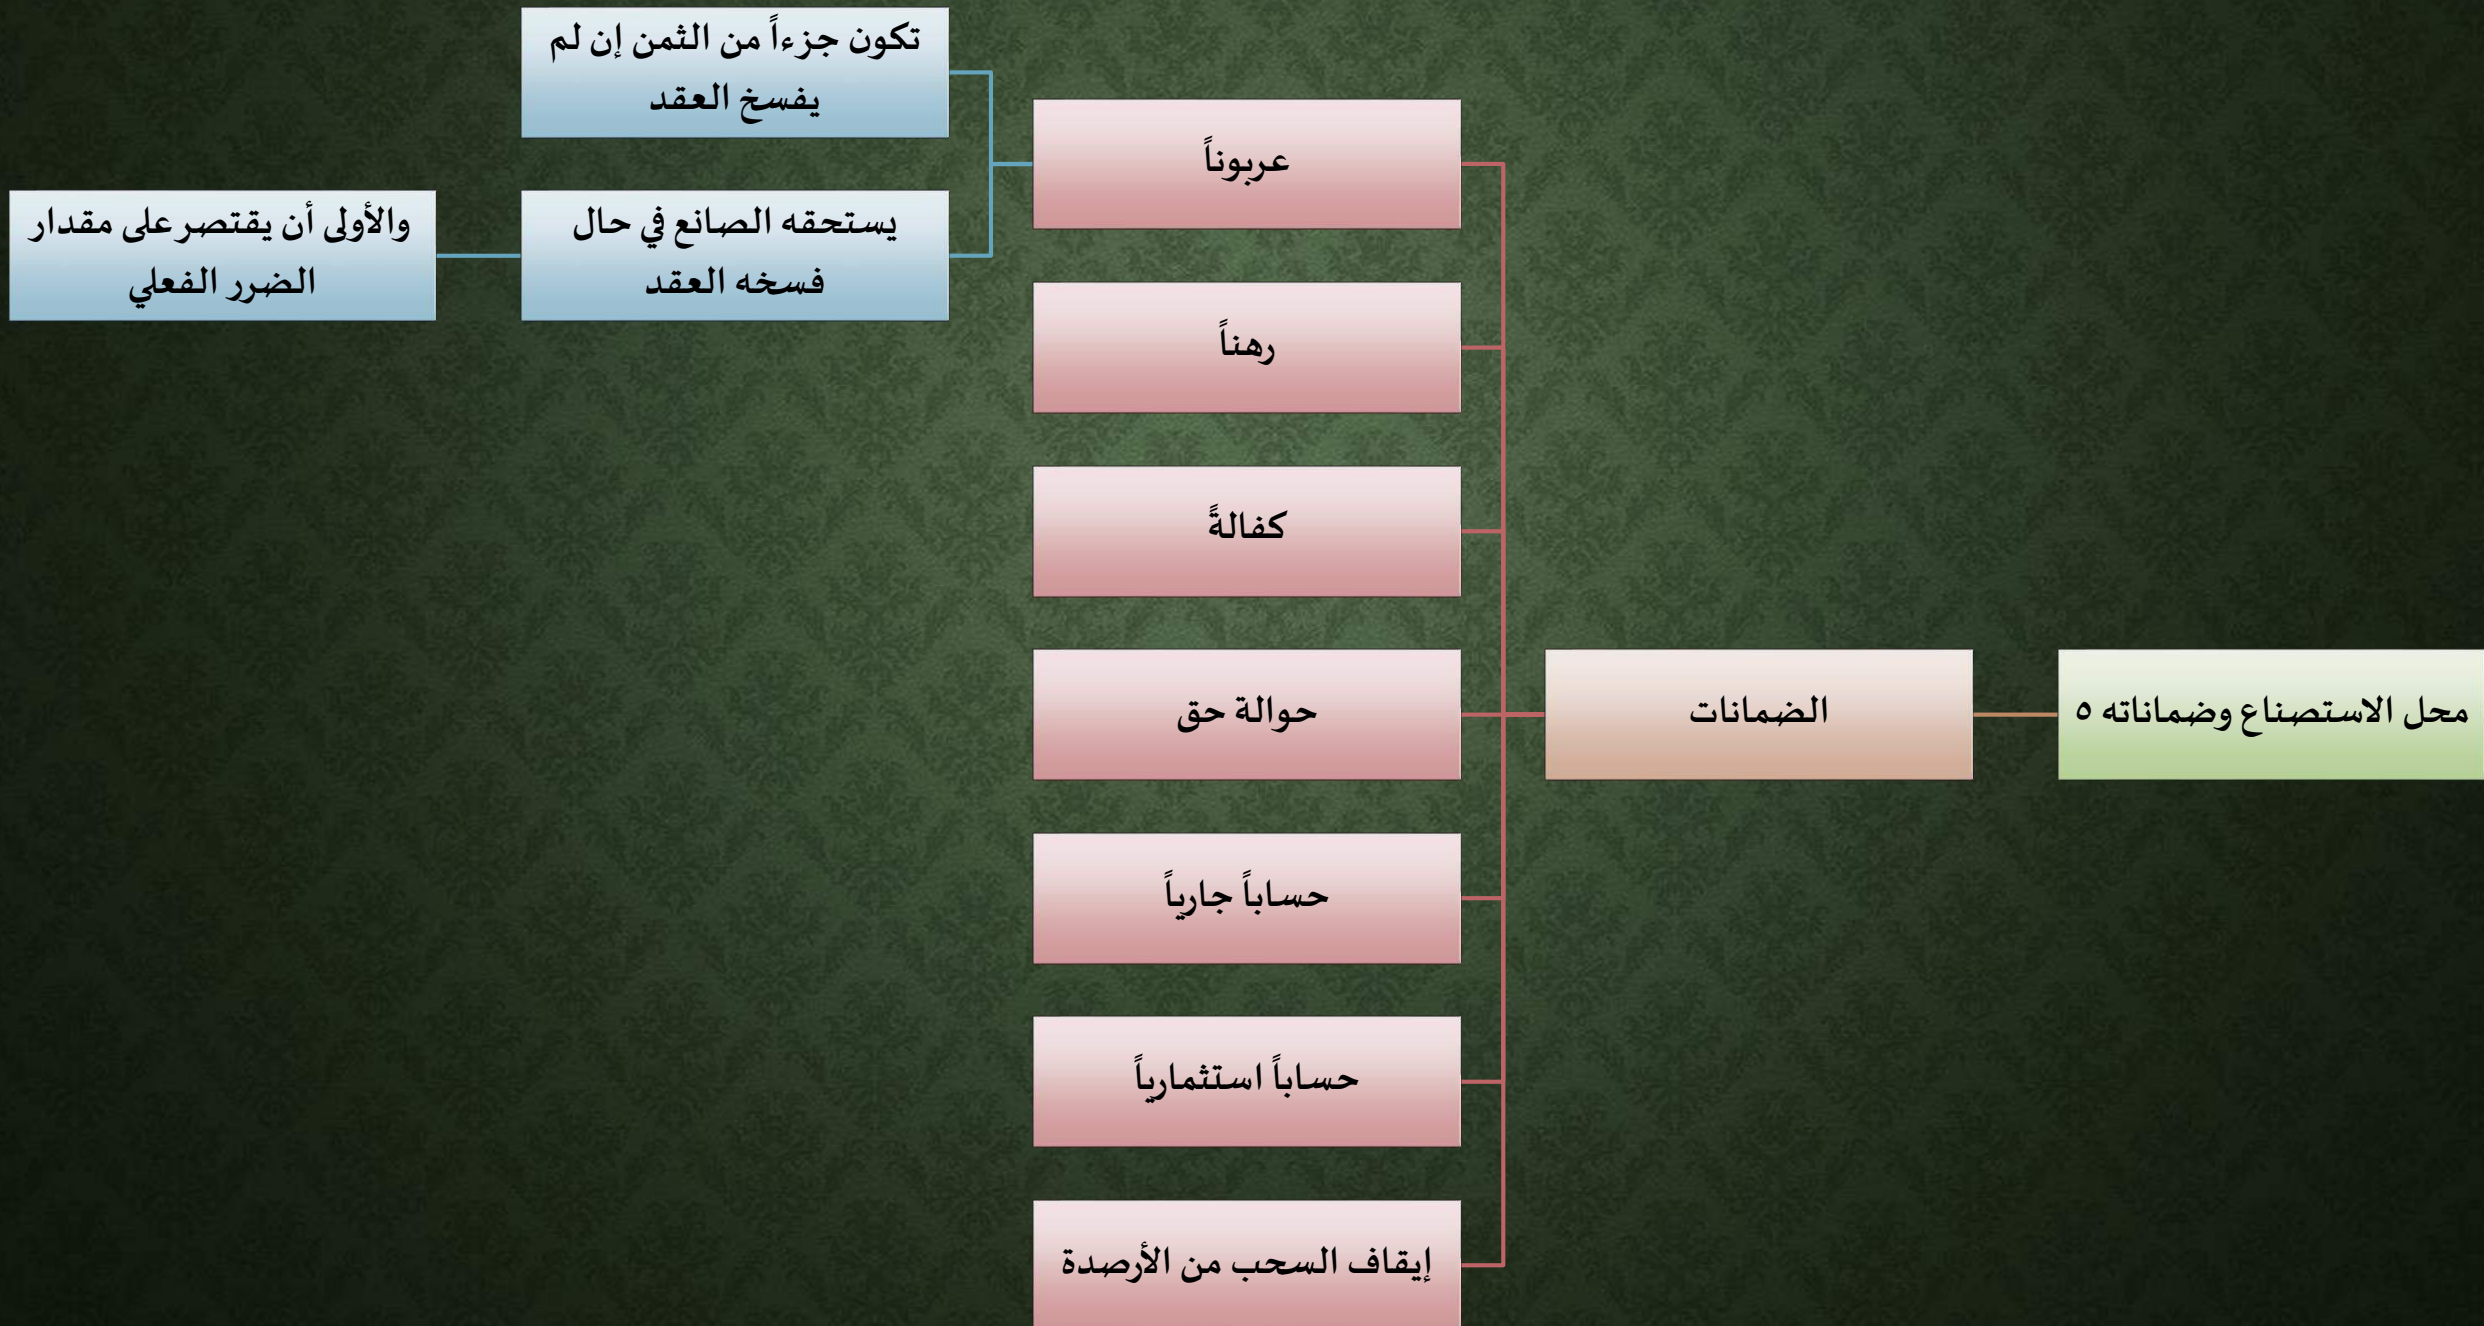 محل الاستصناع وضماناته ٥
الضمانات
عربوناً
تكون جزءاً من الثمن إن لم
يفسخ العقد
يستحقه الصانع في حال
فسخه العقد
والأولى أن يقتصر على مقدار
الضرر الفعلي
رهناً
كفالةً
حوالة حق
حساباً جارياً
حساباً استثمارياً
إيقاف السحب من الأرصدة